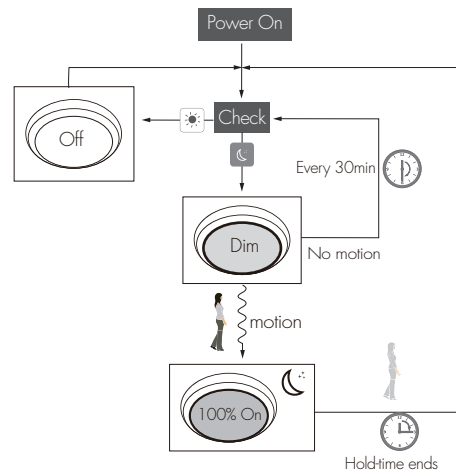 Power On
Check
Off
Every 30min
Dim
No motion
motion
100% On
Hold-time ends